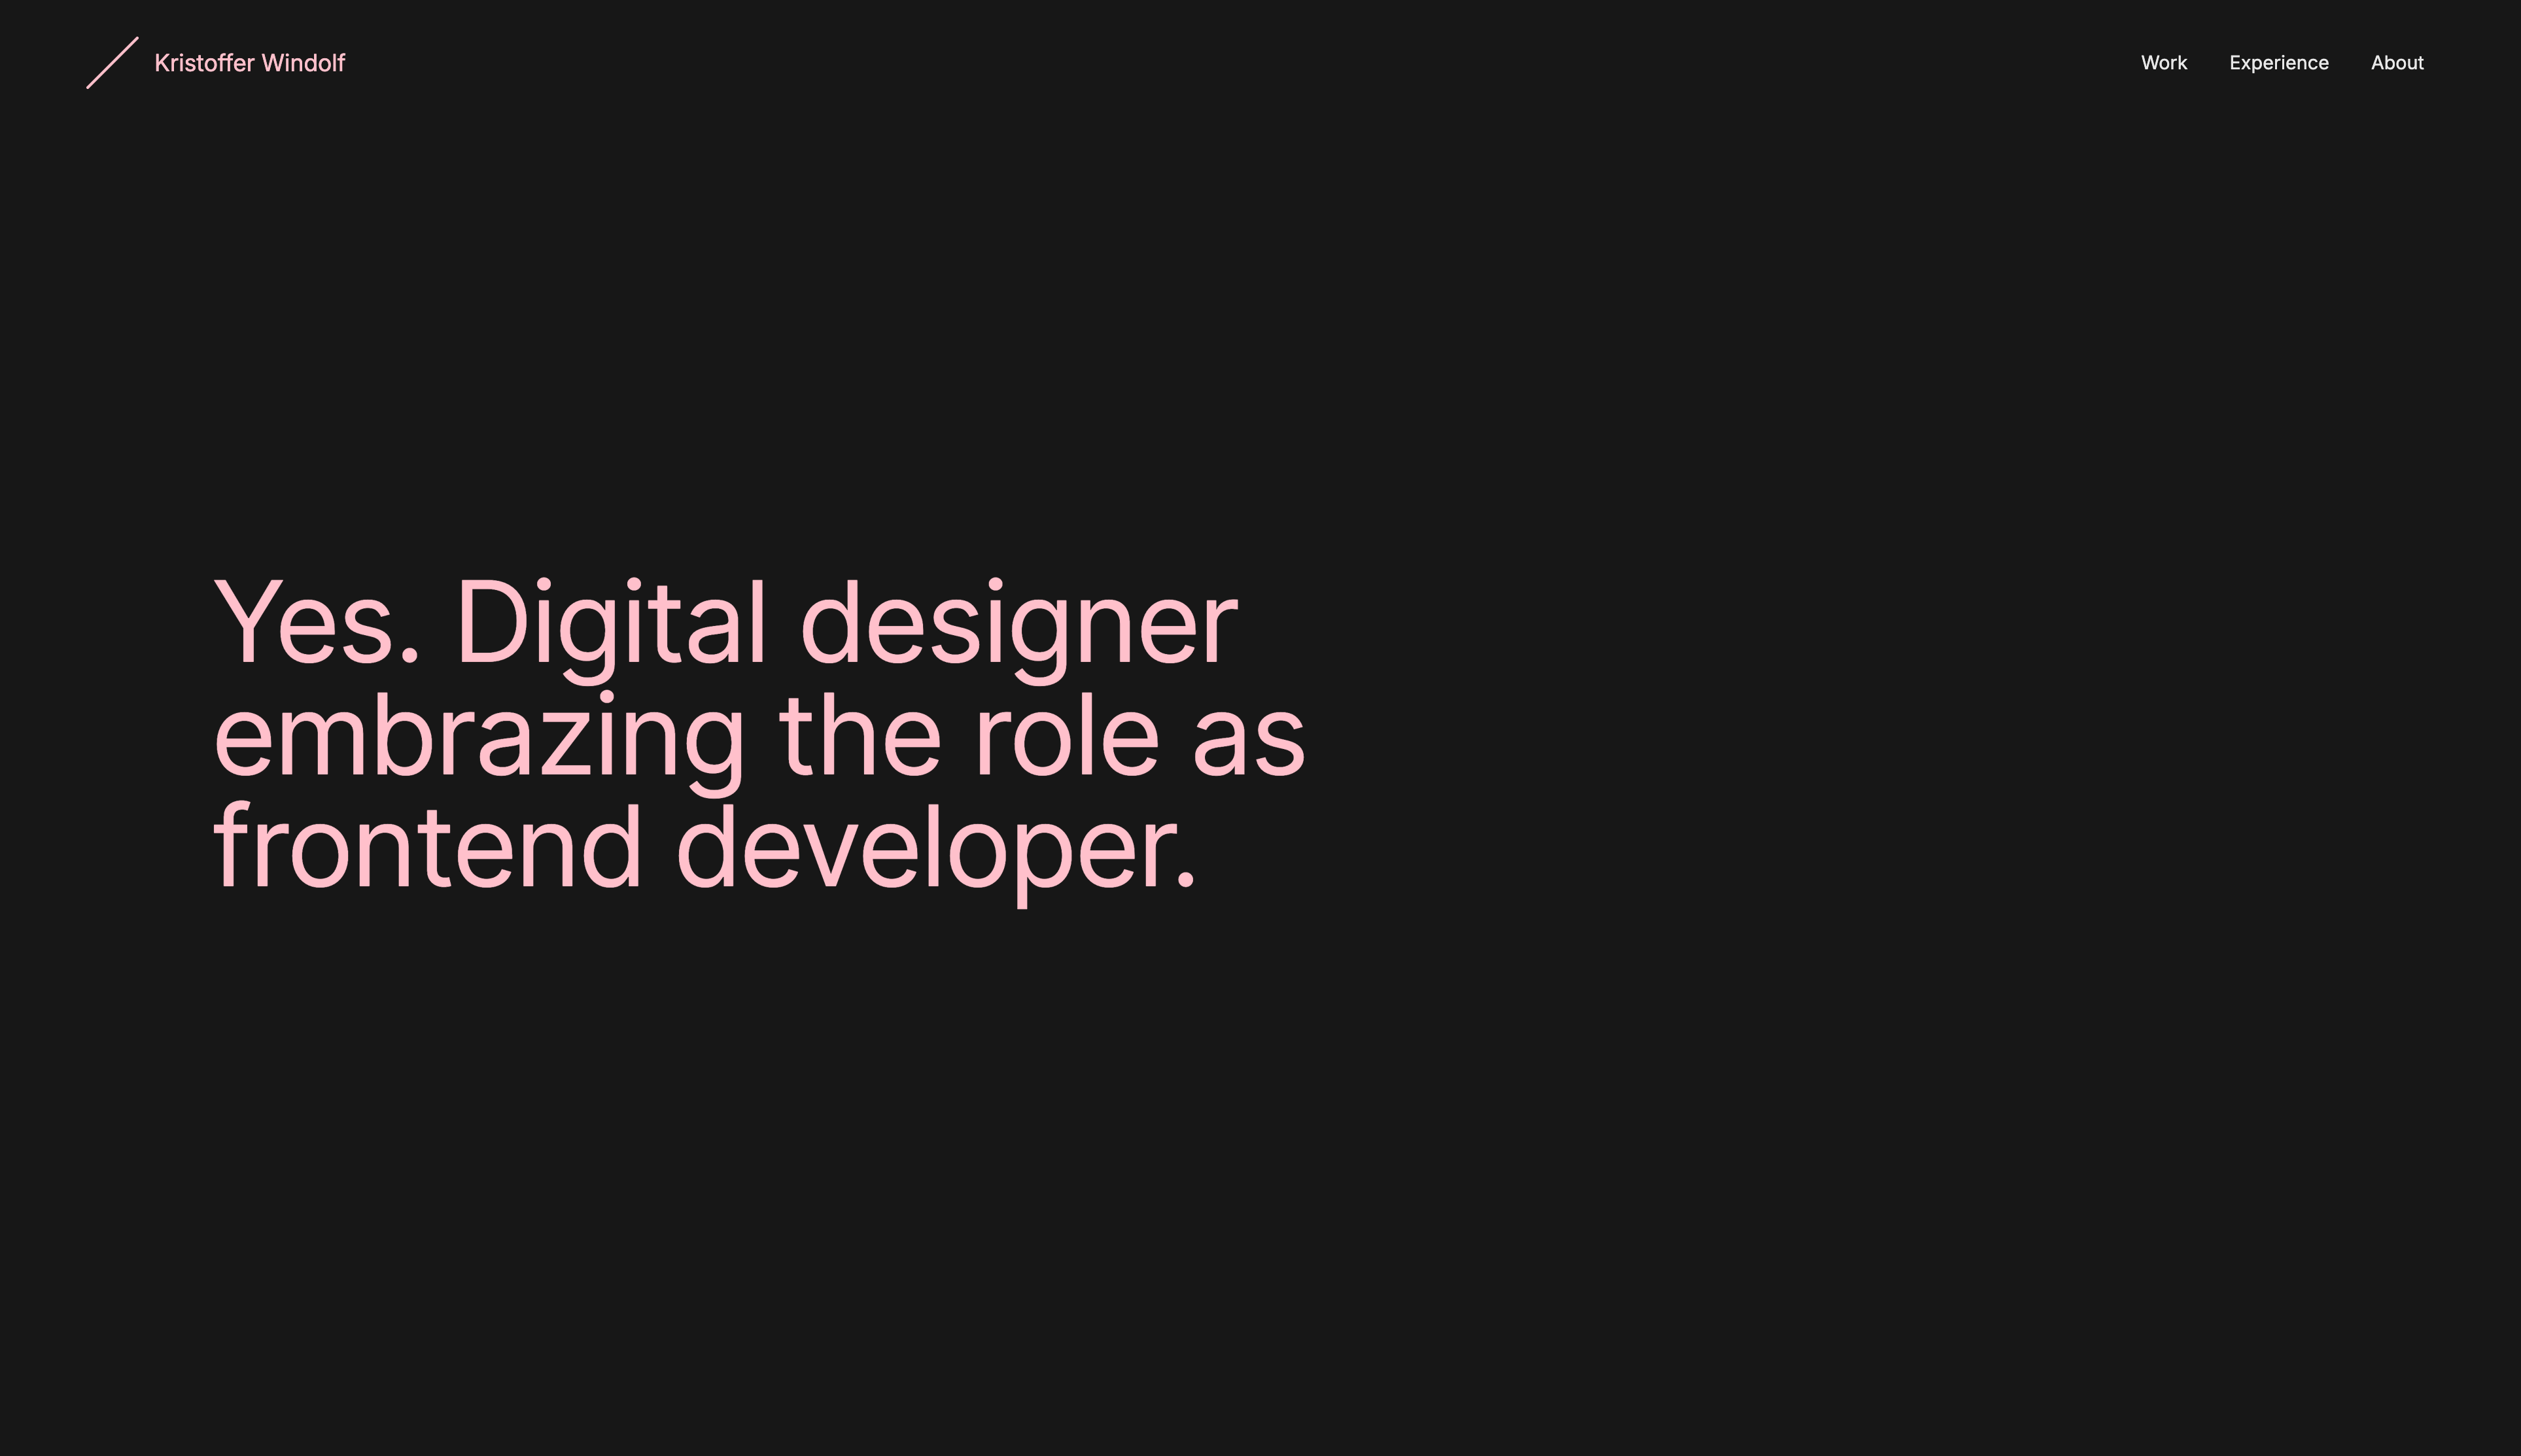 Kristoffer Windolf
Work Experience About
Yes. Digital designer
embrazing the role as
frontend developer.